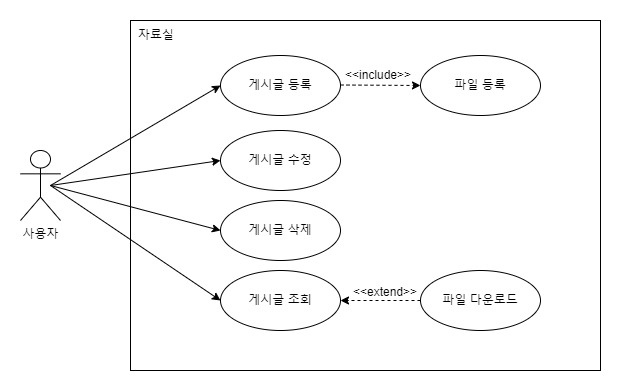 자료실
게시글 등록
<<include>>
파일 등록
게시글 수정
사용자
게시글 삭제
게시글 조회
<<extend>>
파일 다운로드